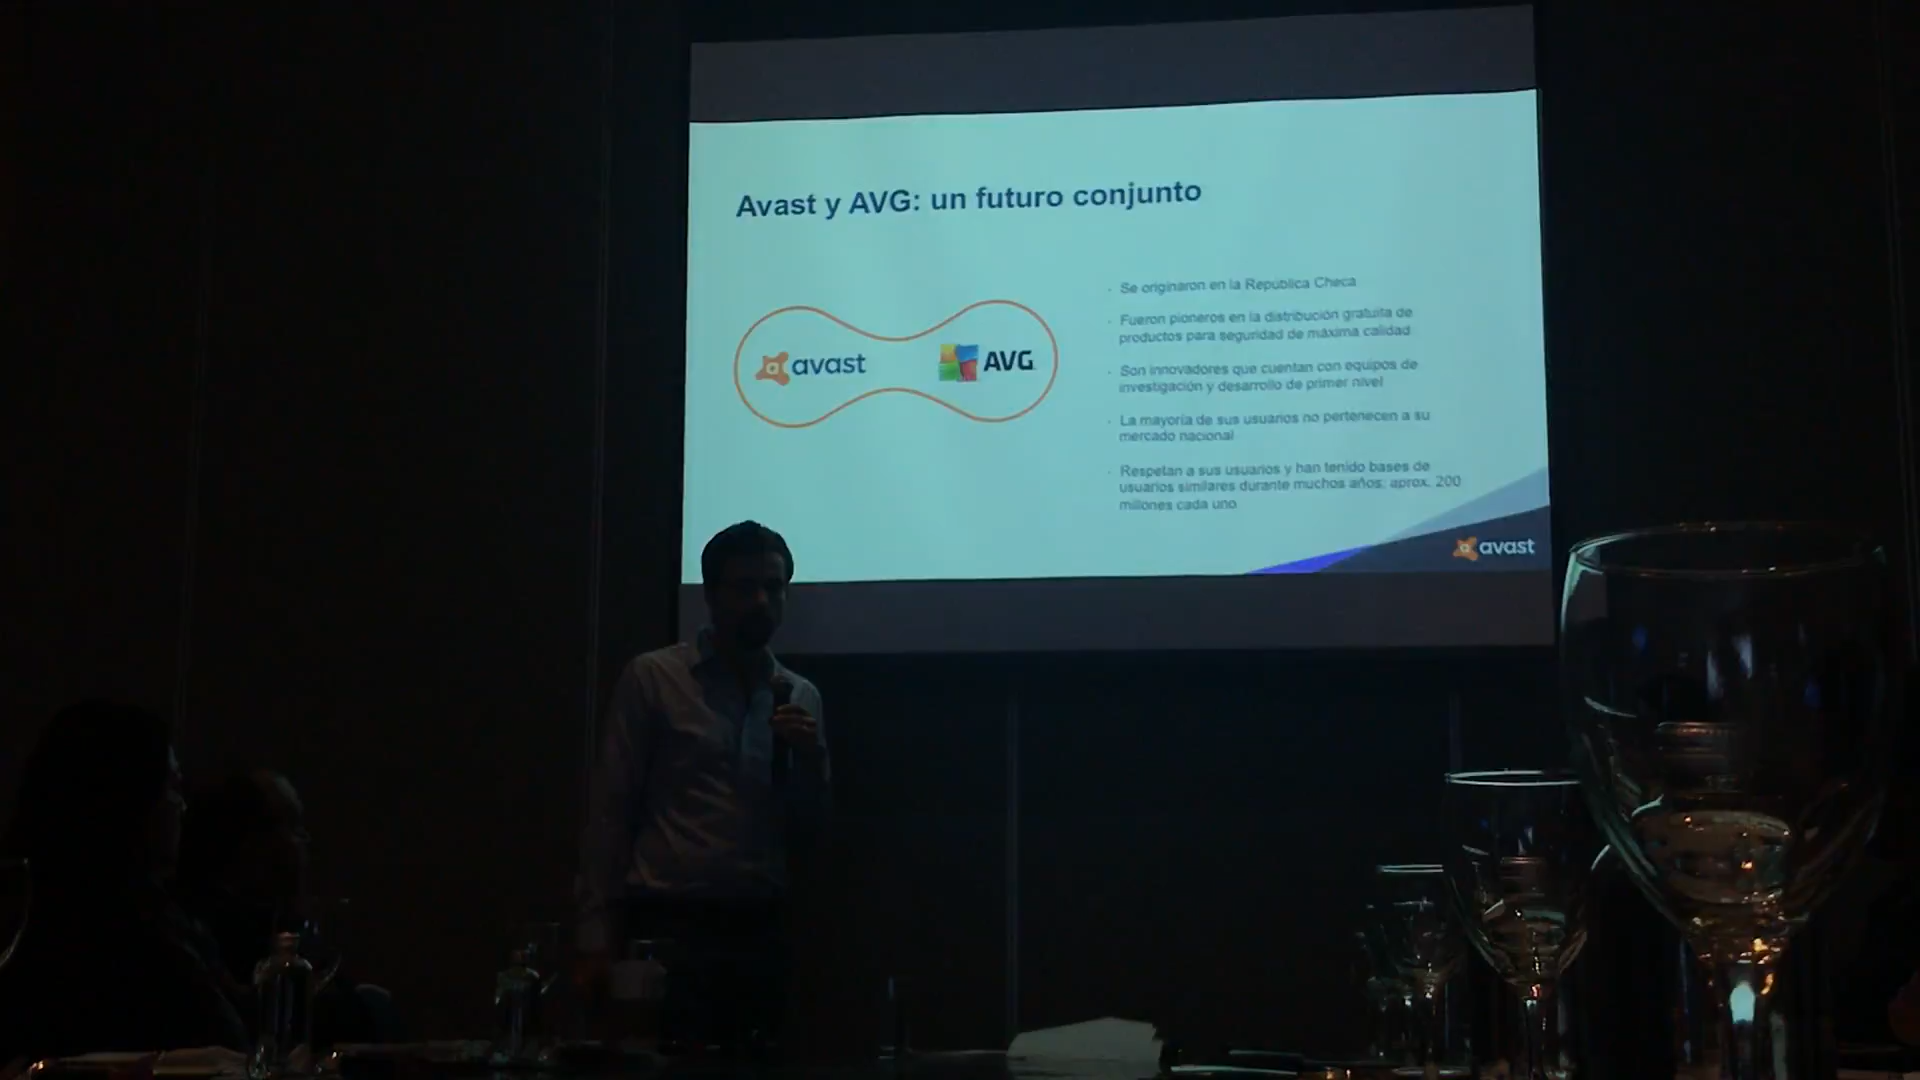 Avast y AVG: un futuro conjunto
avast
AVG
· Se originaron en la República Checa
· Fueron pioneros en la distribución gratuita de
productos para seguridad de máxima calidad
· Son innovadores que cuentan con equipos de
investigación y desarrollo de primer nivel
· La mayoría de sus usuarios no pertenecen a su
mercado nacional
· Respetan a sus usuarios y han tenido bases de
usuarios similares durante muchos años: aprox. 200
millones cada uno
avast